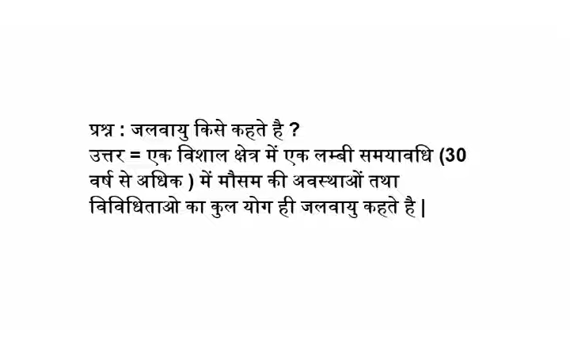 प्रश्न : जलवायु किसे कहते है ?
उत्तर = एक विशाल क्षेत्र में एक लम्बी समयावधि (30
वर्ष से अधिक ) में मौसम की अवस्थाओं तथा
विविधिताओ का कुल योग ही जलवायु कहते है |